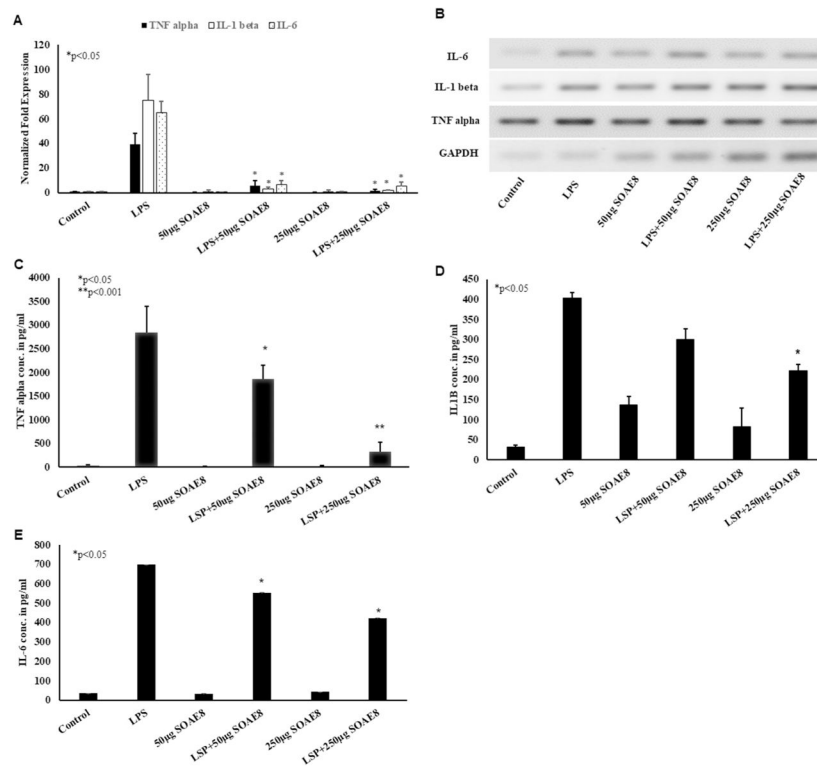 A
TNF alpha IL-1 beta IL-6
*p<0.05
Normalized Fold Expression
120
100
80
60
40
20
0
* * *
* * *
Control
LPS
50µg SOAE8
LPS+50µg SOAE8
250µg SOAE8
LPS+250µg SOAE8
B
IL-6
IL-1 beta
TNF alpha
GAPDH
Control
LPS
50µg SOAE8
LPS+50µg SOAE8
250µg SOAE8
LPS+250µg SOAE8
C
*p<0.05
**p<0.001
TNF alpha conc. in pg/ml
4000
3500
3000
2500
2000
1500
1000
500
0
*
**
Control
LPS
50µg SOAE8
LSP+50µg SOAE8
250µg SOAE8
LSP+250µg SOAE8
D
*p<0.05
IL1B conc. in pg/ml
450
400
350
300
250
200
150
100
50
0
*
Control
LPS
50µg SOAE8
LSP+50µg SOAE8
250µg SOAE8
LSP+250µg SOAE8
E
*p<0.05
IL-6 conc. in pg/ml
800
700
600
500
400
300
200
100
0
*
*
Control
LPS
50µg SOAE8
LSP+50µg SOAE8
250µg SOAE8
LSP+250µg SOAE8